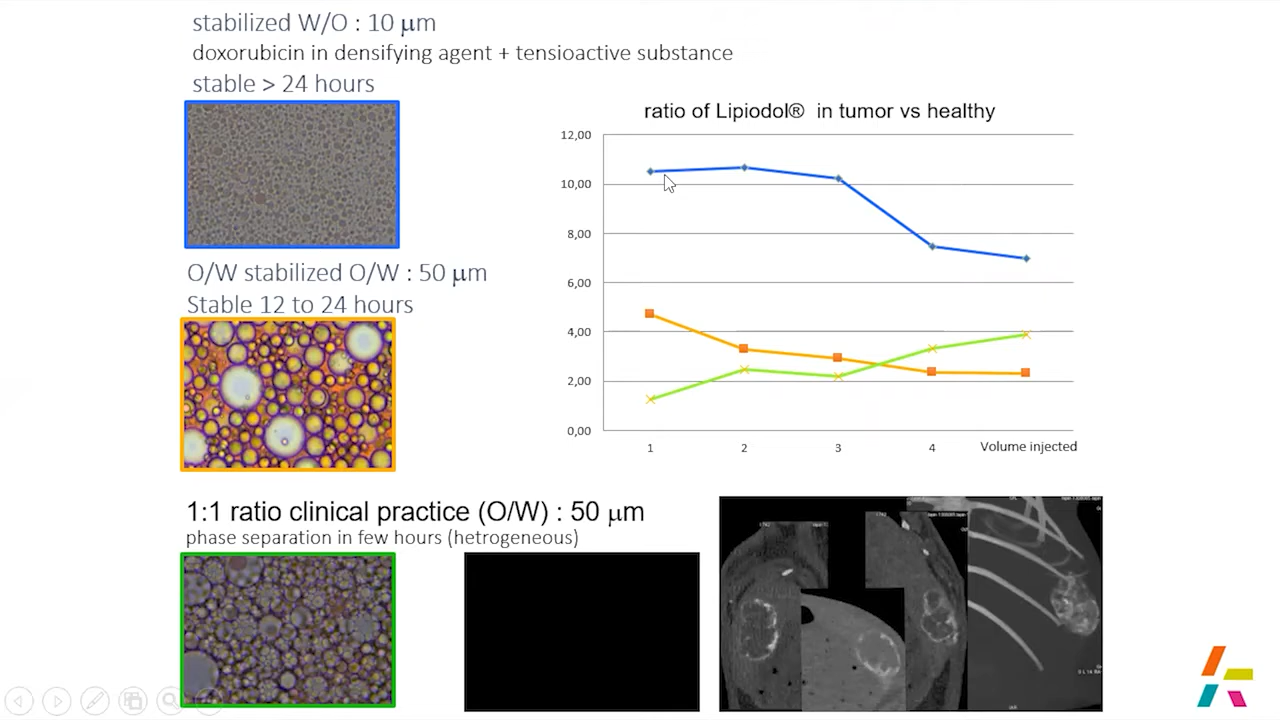 stabilized W/O : 10 μm
doxorubicin in densifying agent + tensioactive substance
stable > 24 hours
O/W stabilized O/W : 50 μm
Stable 12 to 24 hours
1:1 ratio clinical practice (O/W) : 50 μm
phase separation in few hours (hetrogeneous)
ratio of Lipiodol® in tumor vs healthy
12,00
10,00
8,00
6,00
4,00
2,00
0,00
1 2 3 4 Volume injected